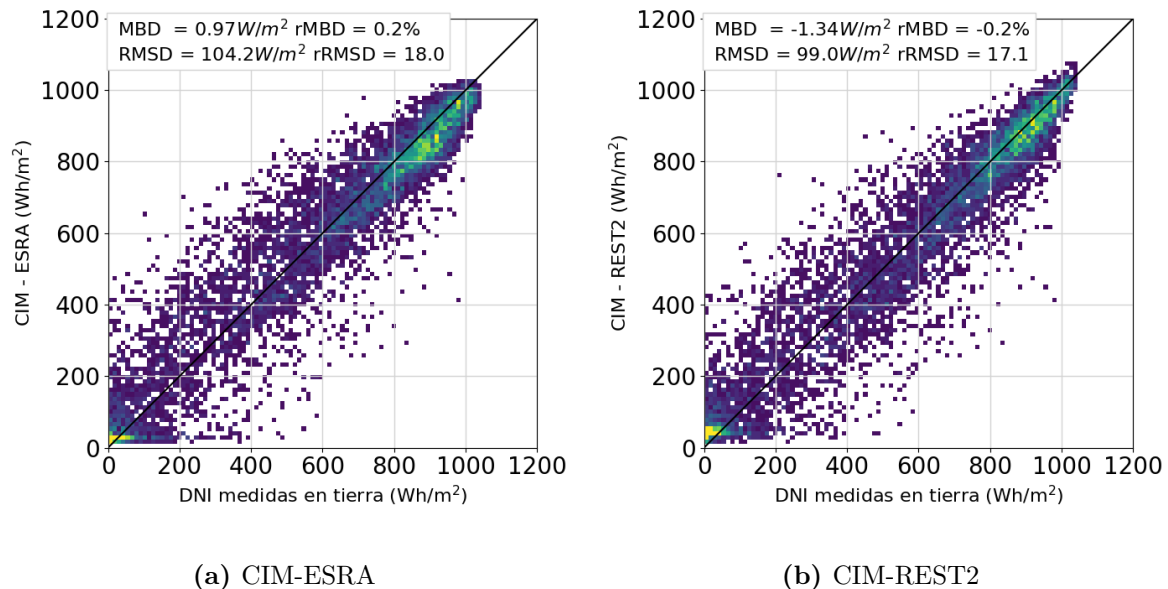 MBD = 0.97W/m² rMBD = 0.2%
RMSD = 104.2W/m² rRMSD = 18.0
1200
1000
800
600
400
200
0
CIM - ESRA (Wh/m²)
0 200 400 600 800 1000 1200
DNI medidas en tierra (Wh/m²)
(a) CIM-ESRA
MBD = -1.34W/m² rMBD = -0.2%
RMSD = 99.0W/m² rRMSD = 17.1
1200
1000
800
600
400
200
0
CIM - REST2 (Wh/m²)
0 200 400 600 800 1000 1200
DNI medidas en tierra (Wh/m²)
(b) CIM-REST2